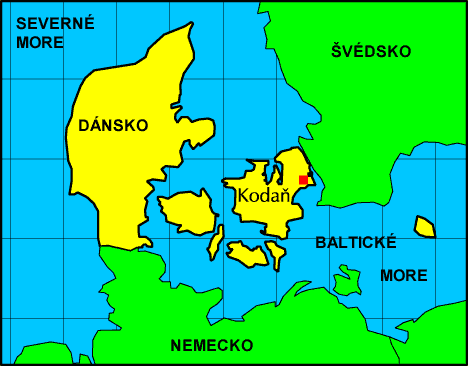 SEVERNÉ
MORE
ŠVÉDSKO
DÁNSKO
Kodaň
BALTICKÉ
MORE
NEMECKO